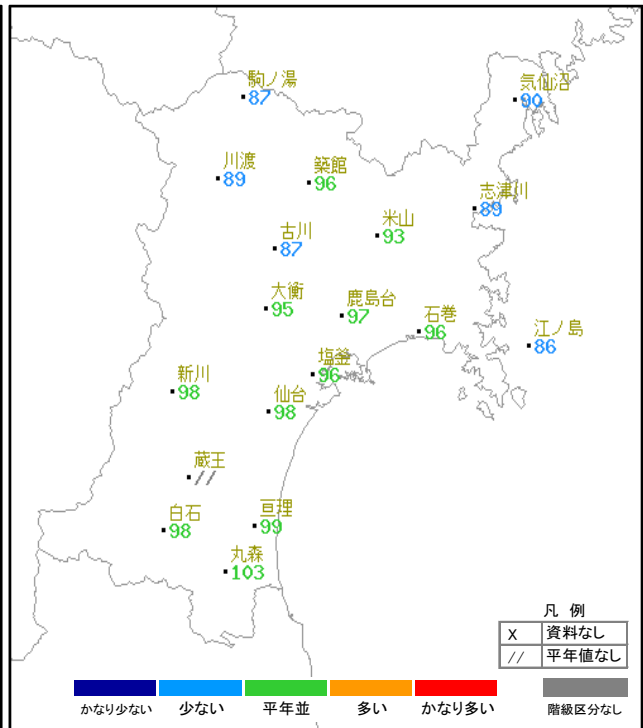 駒ノ湯
87
気仙沼
90
川渡
89
築館
96
志津川
89
米山
93
古川
87
大衡
95
鹿島台
97
石巻
96
江ノ島
86
塩釜
96
新川
98
仙台
98
蔵王
//
白石
98
亘理
99
丸森
103
凡 例
X 資料なし
// 平年値なし
かなり少ない 少ない 平年並 多い かなり多い 階級区分なし